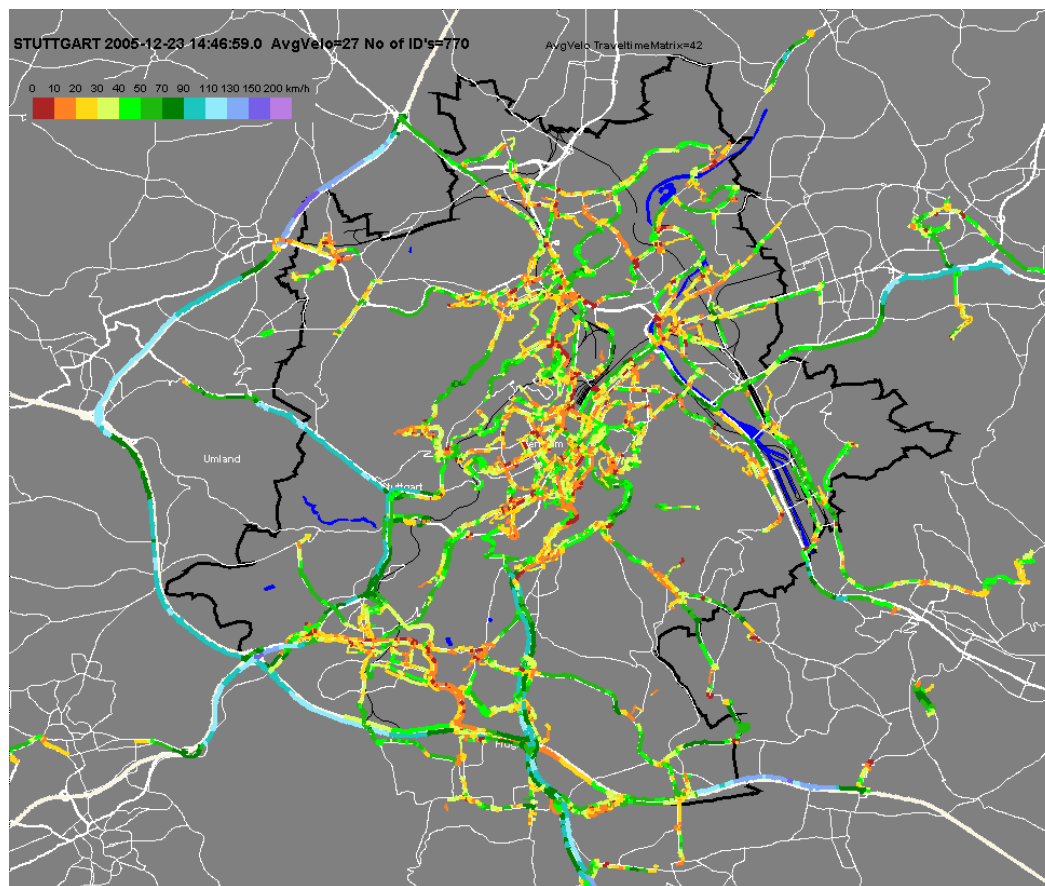 STUTTGART 2005-12-23 14:46:59.0 AvgVelo=27 No of ID's=770
AvgVelo TraveltimeMatrix=42
0 10 20 30 40 50 70 90 110 130 150 200 km/h
Umland
Stuttgart